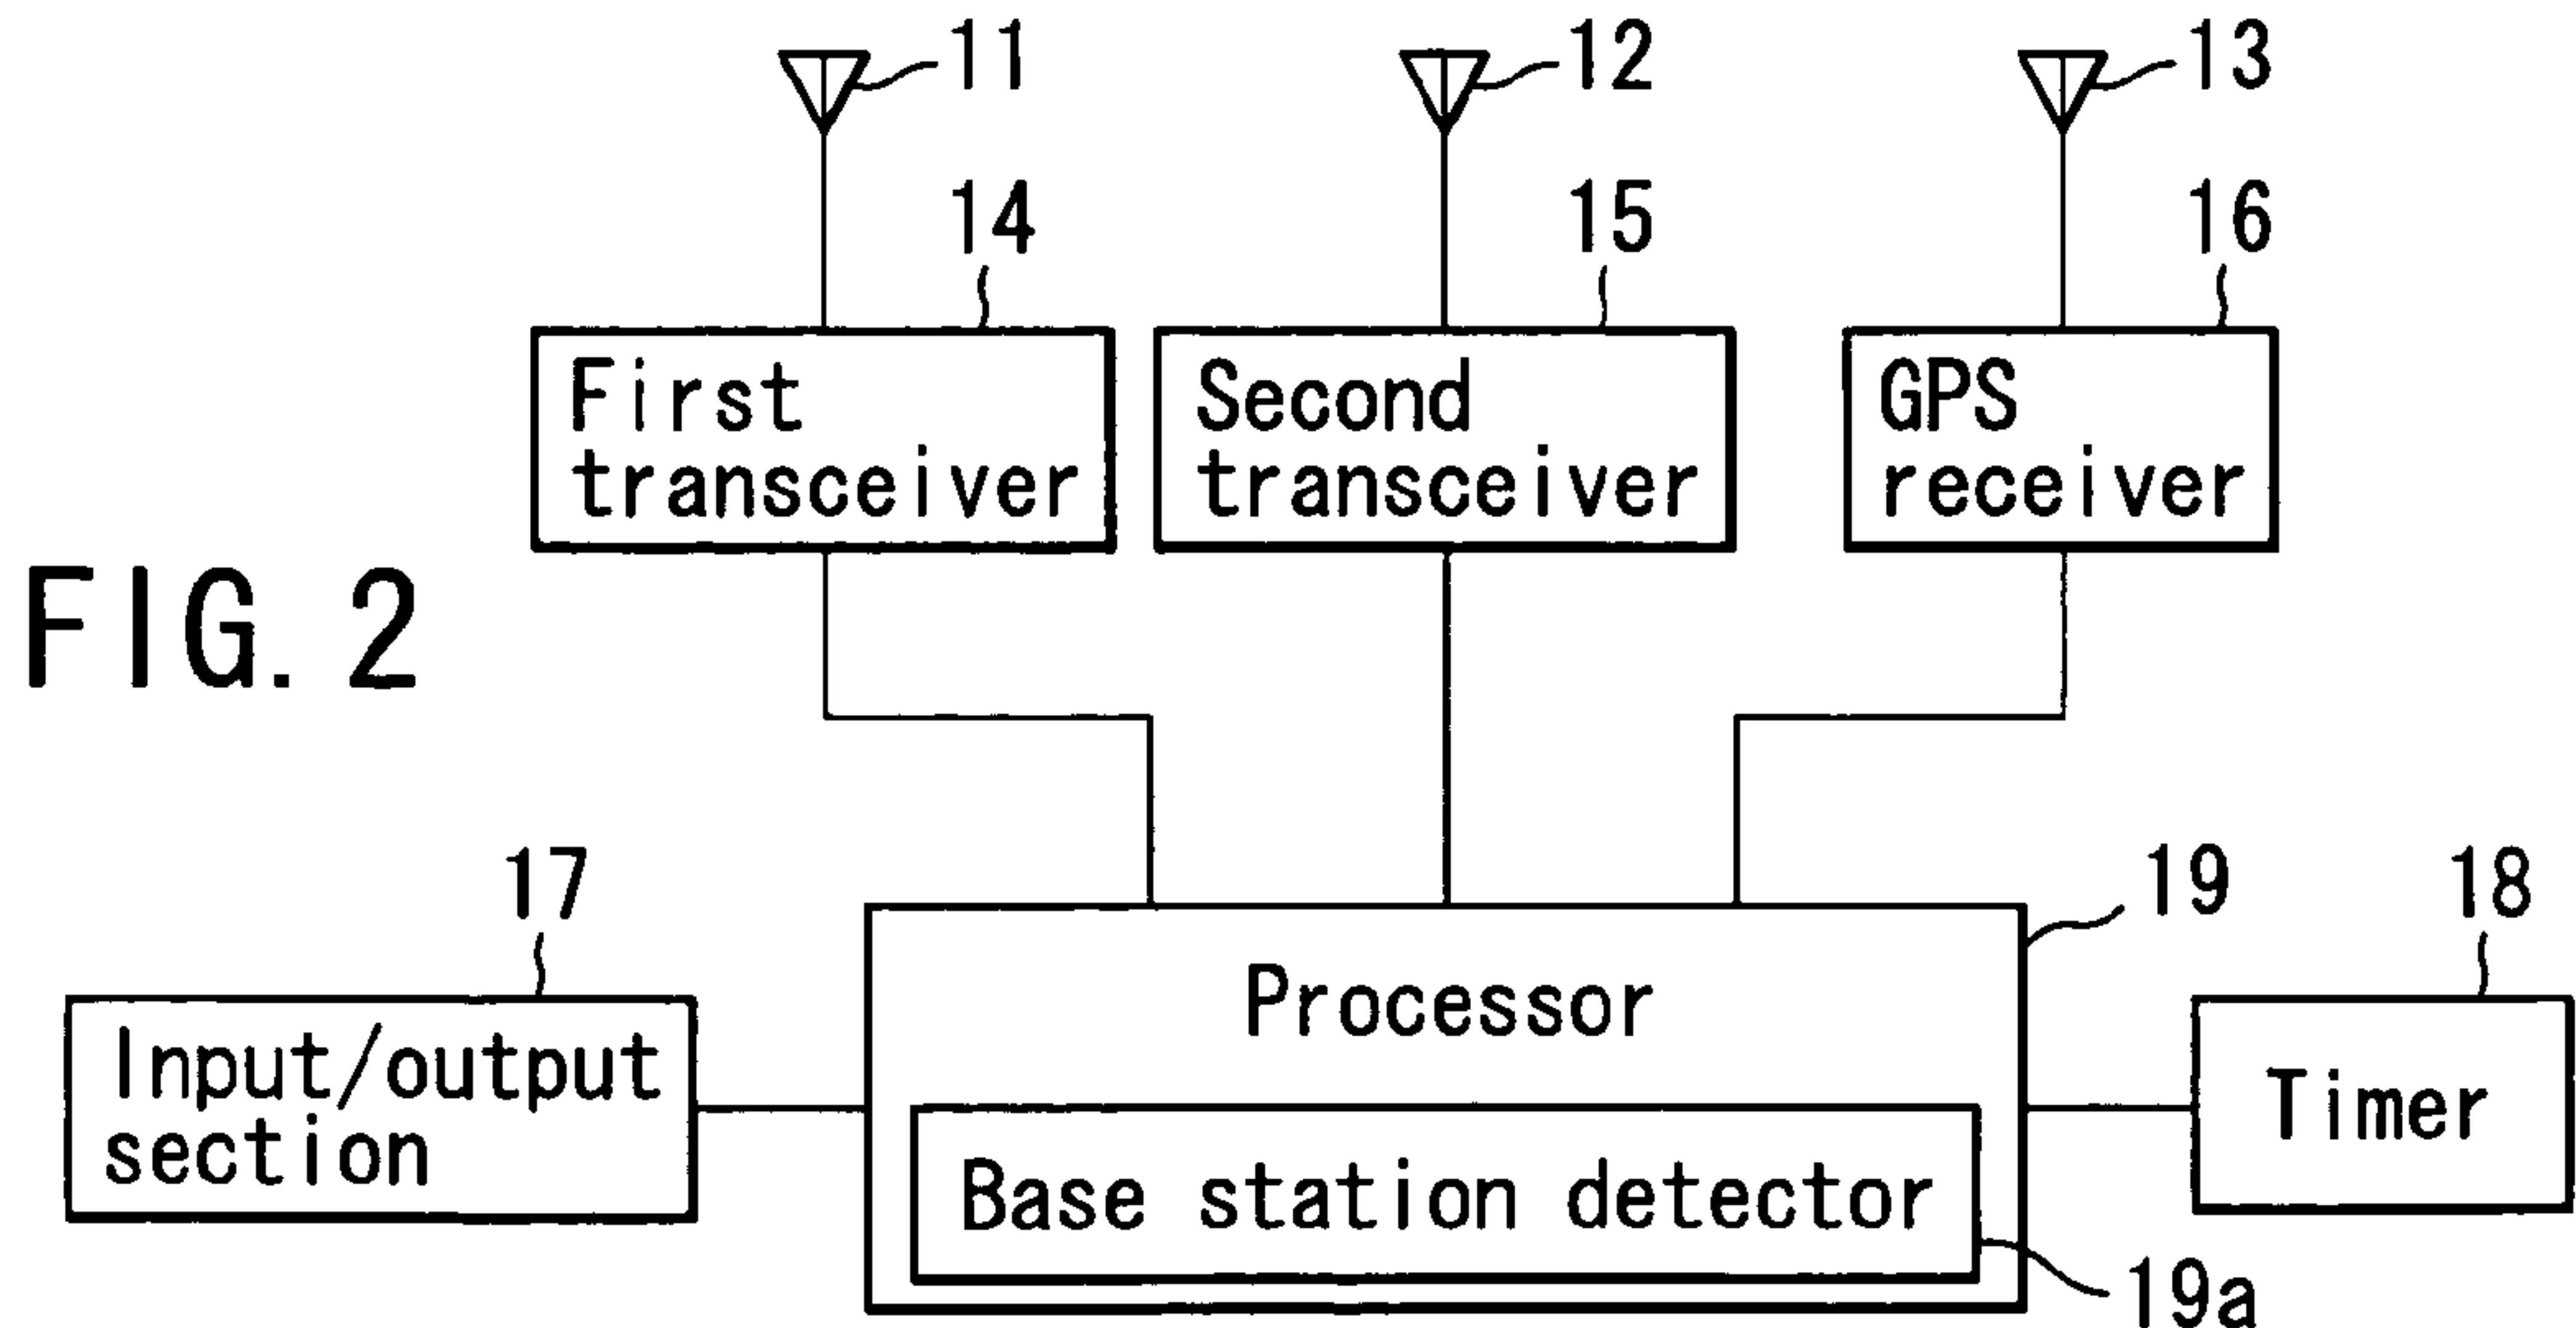 11
12
13
14
15
16
First
transceiver
Second
transceiver
GPS
receiver
FIG. 2
17
19
18
Processor
Input/output
section
Timer
Base station detector
19a